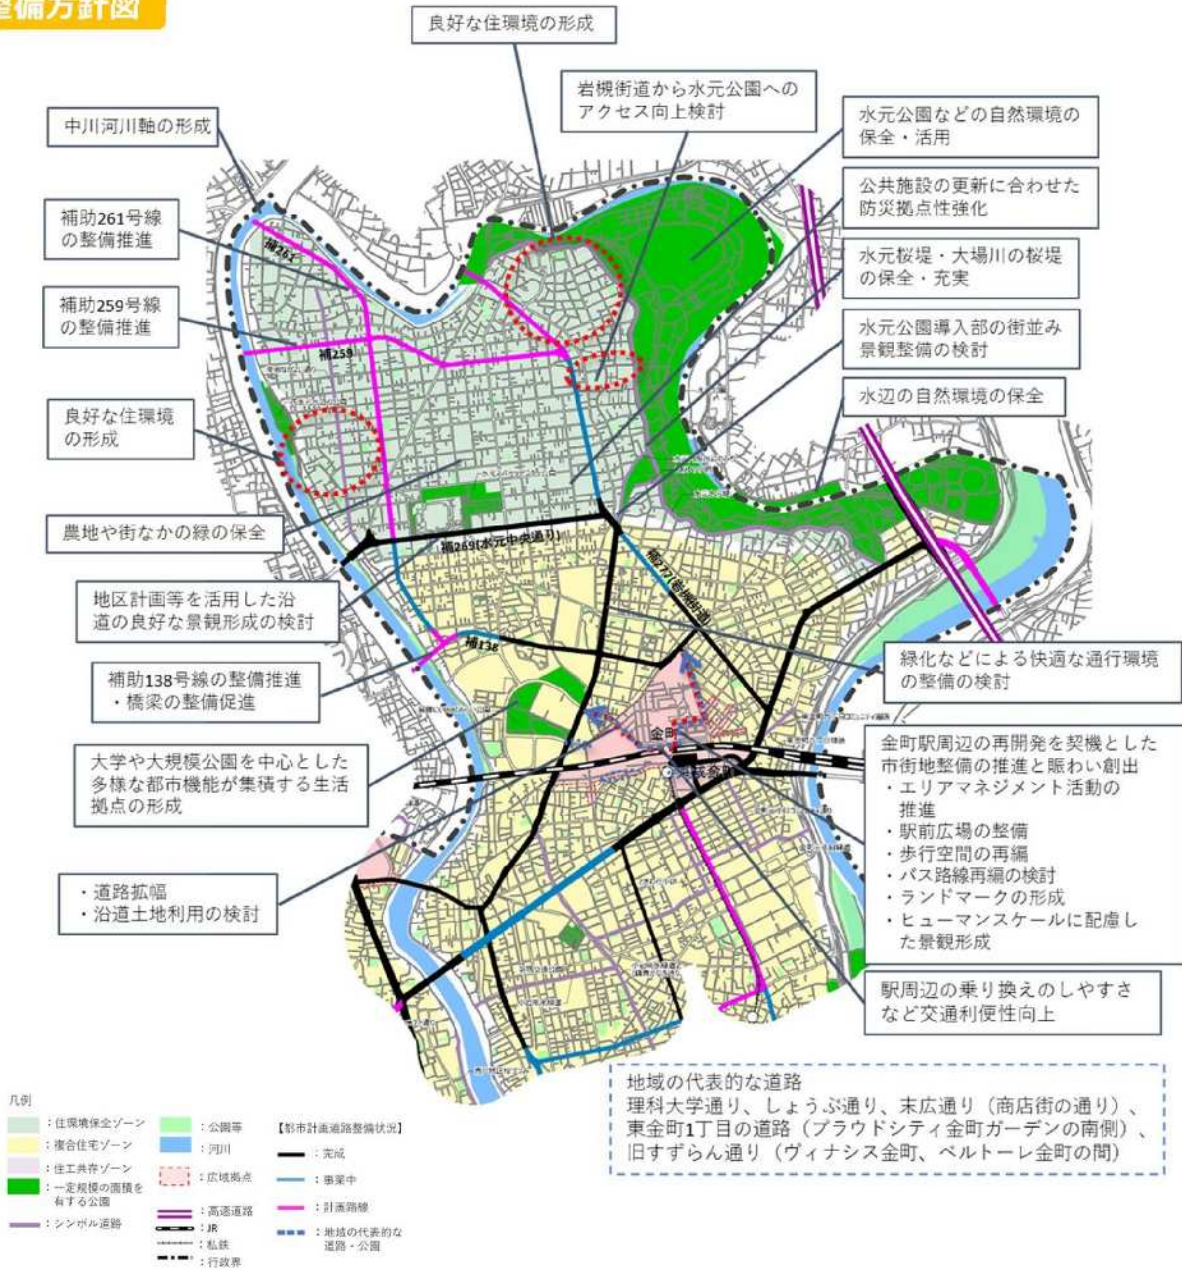 整備方針図
良好な住環境の形成
岩槻街道から水元公園への
アクセス向上検討
中川河川軸の形成
水元公園などの自然環境の
保全・活用
補助261号線
の整備推進
公共施設の更新に合わせた
防災拠点性強化
水元桜堤・大場川の桜堤
の保全・充実
補助259号線
の整備推進
水元公園導入部の街並み
景観整備の検討
水辺の自然環境の保全
良好な住環境
の形成
農地や街なかの緑の保全
地区計画等を活用した沿
道の良好な景観形成の検討
補助138号線の整備推進
・橋梁の整備促進
緑化などによる快適な通行環境
の整備の検討
大学や大規模公園を中心とした
多様な都市機能が集積する生活
拠点の形成
金町駅周辺の再開発を契機とした
市街地整備の推進と賑わい創出
・エリアマネジメント活動の
推進
・駅前広場の整備
・歩行空間の再編
・バス路線再編の検討
・ランドマークの形成
・ヒューマンスケールに配慮し
た景観形成
・道路拡幅
・沿道土地利用の検討
駅周辺の乗り換えのしやすさ
など交通利便性向上
補261
補259
補269(水元中央通り)
補277(岩槻街道)
補138
金町
京成金町
地域の代表的な道路
理科大学通り、しょうぶ通り、末広通り（商店街の通り）、
東金町1丁目の道路（プラウドシティ金町ガーデンの南側）、
旧すずらん通り（ヴィナシス金町、ベルトーレ金町の間）
凡例
：住環境保全ゾーン
：複合住宅ゾーン
：住工共存ゾーン
：一定規模の面積を
有する公園
：シンボル道路
：公園等
：河川
：広域拠点
：高速道路
：JR
：私鉄
：行政界
【都市計画道路整備状況】
：完成
：事業中
：計画路線
：地域の代表的な
道路・公園